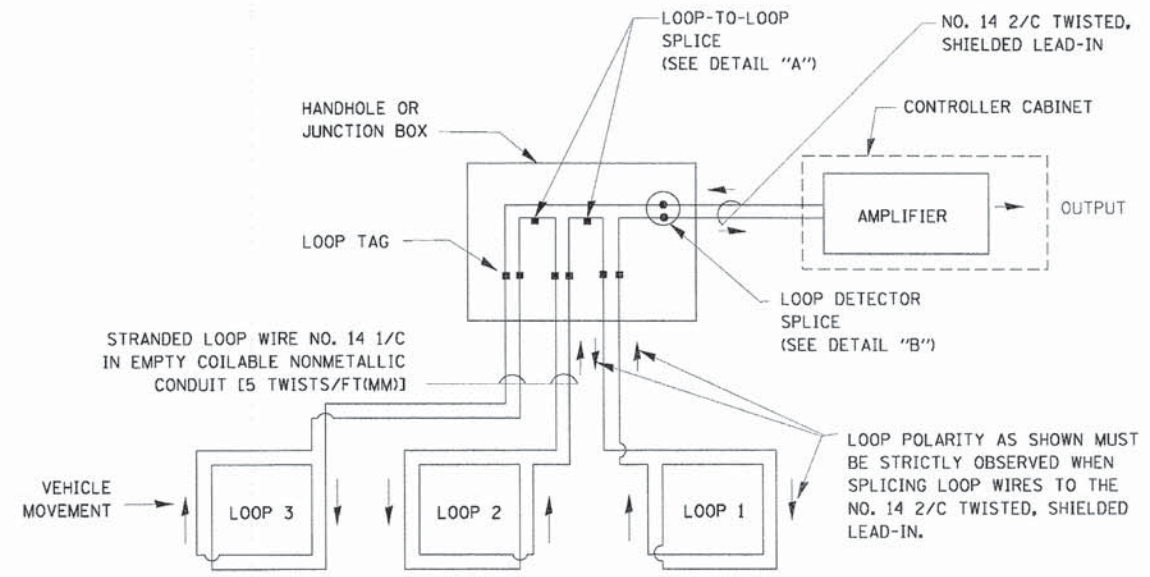 LOOP-TO-LOOP
SPLICE
(SEE DETAIL "A")
NO. 14 2/C TWISTED,
SHIELDED LEAD-IN
HANDHOLE OR
JUNCTION BOX
CONTROLLER CABINET
AMPLIFIER
OUTPUT
LOOP TAG
LOOP DETECTOR
SPLICE
(SEE DETAIL "B")
STRANDED LOOP WIRE NO. 14 1/C
IN EMPTY COILABLE NONMETALLIC
CONDUIT [5 TWISTS/FT(MM)]
LOOP POLARITY AS SHOWN MUST
BE STRICTLY OBSERVED WHEN
SPLICING LOOP WIRES TO THE
NO. 14 2/C TWISTED, SHIELDED
LEAD-IN.
VEHICLE
MOVEMENT
LOOP 3
LOOP 2
LOOP 1